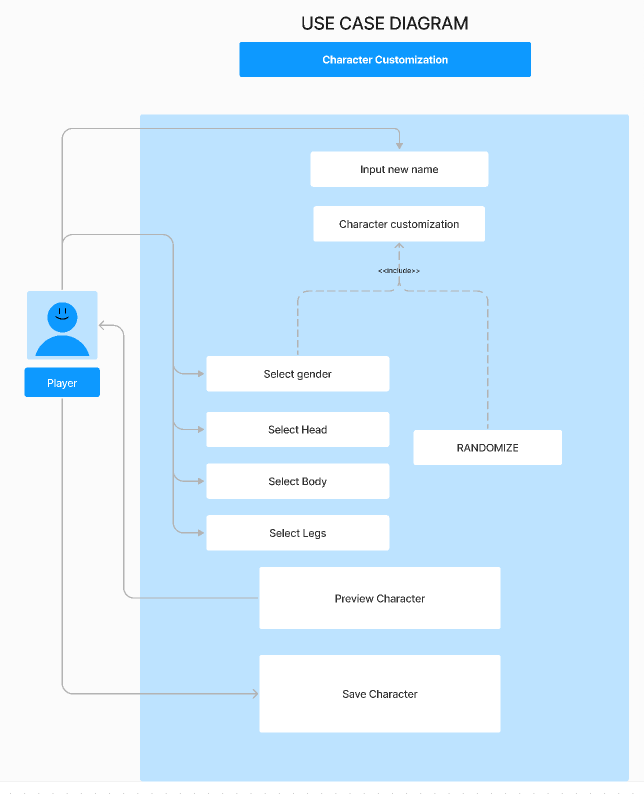 USE CASE DIAGRAM
Character Customization
Input new name
Character customization
<<include>>
Select gender
Player
Select Head
RANDOMIZE
Select Body
Select Legs
Preview Character
Save Character